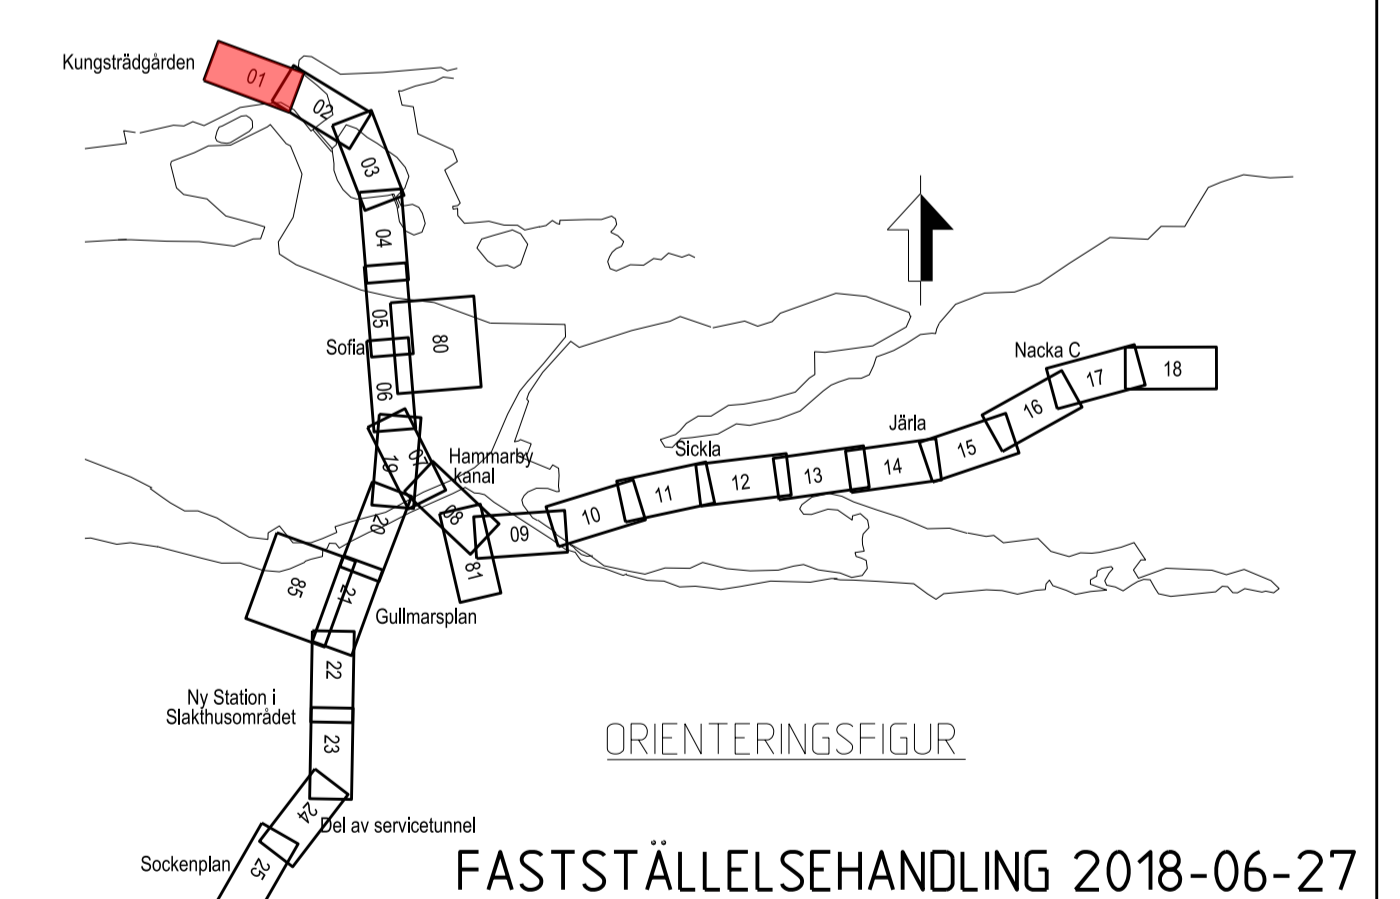 Kungsträdgården
01
02
03
04
05
80
Sofia
06
Nacka C
18
17
16
Järla
15
Sickla
14
13
12
11
10
Hammarby
kanal
07
19
08
09
20
81
85
21
Gullmarsplan
22
Ny Station i
Slakthusområdet
23
ORIENTERINGSFIGUR
24
Del av servicetunnel
Sockenplan
25
FASTSTÄLLELSEHANDLING 2018-06-27